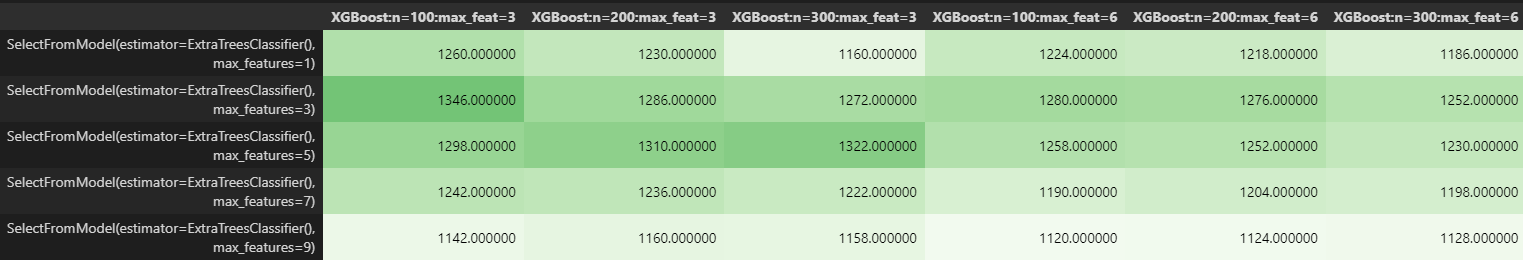 XGBoost:n=100:max_feat=3 XGBoost:n=200:max_feat=3 XGBoost:n=300:max_feat=3 XGBoost:n=100:max_feat=6 XGBoost:n=200:max_feat=6 XGBoost:n=300:max_feat=6
SelectFromModel(estimator=ExtraTreesClassifier(),
max_features=1) 1260.000000 1230.000000 1160.000000 1224.000000 1218.000000 1186.000000
SelectFromModel(estimator=ExtraTreesClassifier(),
max_features=3) 1346.000000 1286.000000 1272.000000 1280.000000 1276.000000 1252.000000
SelectFromModel(estimator=ExtraTreesClassifier(),
max_features=5) 1298.000000 1310.000000 1322.000000 1258.000000 1252.000000 1230.000000
SelectFromModel(estimator=ExtraTreesClassifier(),
max_features=7) 1242.000000 1236.000000 1222.000000 1190.000000 1204.000000 1198.000000
SelectFromModel(estimator=ExtraTreesClassifier(),
max_features=9) 1142.000000 1160.000000 1158.000000 1120.000000 1124.000000 1128.000000